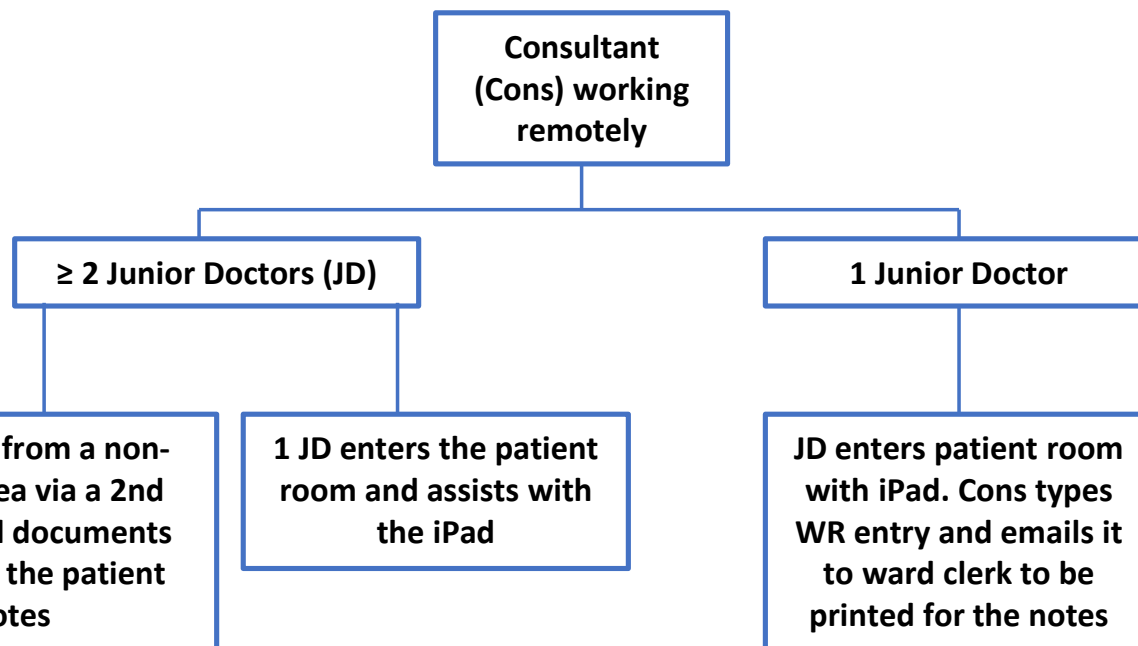 Consultant
(Cons) working
remotely
≥ 2 Junior Doctors (JD)
1 Junior Doctor
from a non-
via a 2nd
documents
the patient
1 JD enters the patient
room and assists with
the iPad
JD enters patient room
with iPad. Cons types
WR entry and emails it
to ward clerk to be
printed for the notes